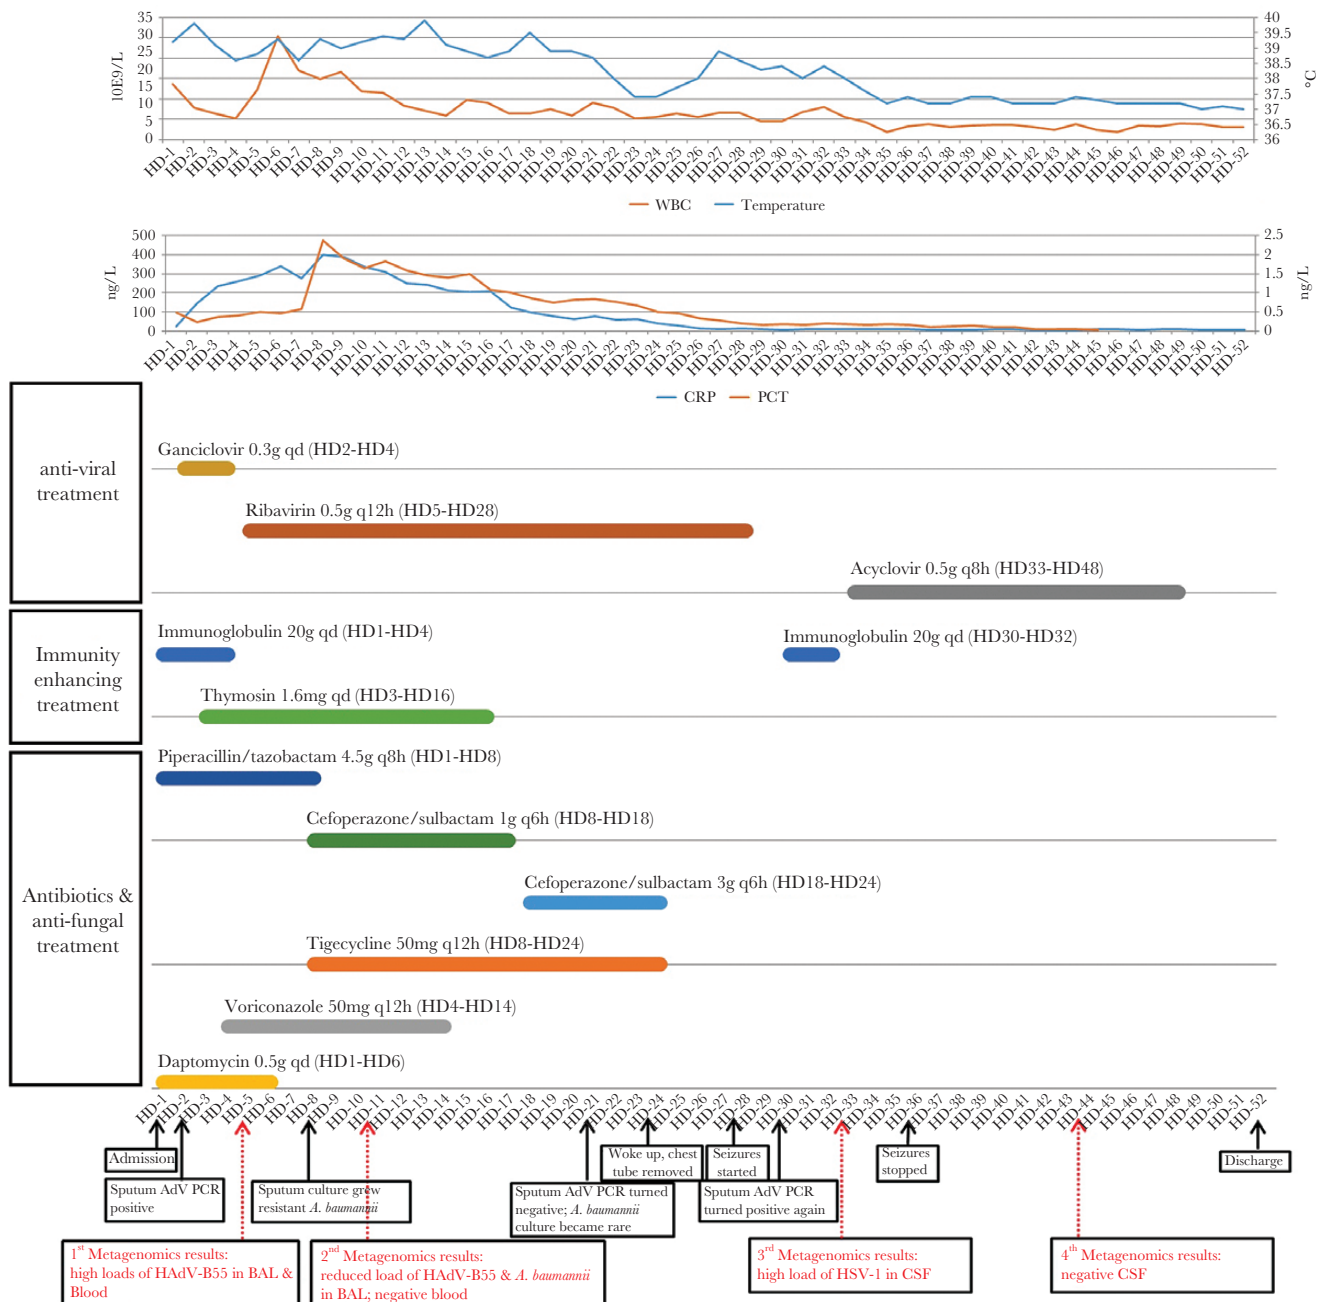 35
30
25
20
15
10
5
0
10E9/L
40
39.5
39
38.5
38
37.5
37
36.5
36
°C
HD-1 HD-2 HD-3 HD-4 HD-5 HD-6 HD-7 HD-8 HD-9 HD-10 HD-11 HD-12 HD-13 HD-14 HD-15 HD-16 HD-17 HD-18 HD-19 HD-20 HD-21 HD-22 HD-23 HD-24 HD-25 HD-26 HD-27 HD-28 HD-29 HD-30 HD-31 HD-32 HD-33 HD-34 HD-35 HD-36 HD-37 HD-38 HD-39 HD-40 HD-41 HD-42 HD-43 HD-44 HD-45 HD-46 HD-47 HD-48 HD-49 HD-50 HD-51 HD-52
WBC Temperature
500
400
300
200
100
0
ng/L
2.5
2
1.5
1
0.5
0
ng/L
HD-1 HD-2 HD-3 HD-4 HD-5 HD-6 HD-7 HD-8 HD-9 HD-10 HD-11 HD-12 HD-13 HD-14 HD-15 HD-16 HD-17 HD-18 HD-19 HD-20 HD-21 HD-22 HD-23 HD-24 HD-25 HD-26 HD-27 HD-28 HD-29 HD-30 HD-31 HD-32 HD-33 HD-34 HD-35 HD-36 HD-37 HD-38 HD-39 HD-40 HD-41 HD-42 HD-43 HD-44 HD-45 HD-46 HD-47 HD-48 HD-49 HD-50 HD-51 HD-52
CRP PCT
anti-viral
treatment
Ganciclovir 0.3g qd (HD2-HD4)
Ribavirin 0.5g q12h (HD5-HD28)
Acyclovir 0.5g q8h (HD33-HD48)
Immunity
enhancing
treatment
Immunoglobulin 20g qd (HD1-HD4)
Immunoglobulin 20g qd (HD30-HD32)
Thymosin 1.6mg qd (HD3-HD16)
Antibiotics &
anti-fungal
treatment
Piperacillin/tazobactam 4.5g q8h (HD1-HD8)
Cefoperazone/sulbactam 1g q6h (HD8-HD18)
Cefoperazone/sulbactam 3g q6h (HD18-HD24)
Tigecycline 50mg q12h (HD8-HD24)
Voriconazole 50mg q12h (HD4-HD14)
Daptomycin 0.5g qd (HD1-HD6)
HD-1 HD-2 HD-3 HD-4 HD-5 HD-6 HD-7 HD-8 HD-9 HD-10 HD-11 HD-12 HD-13 HD-14 HD-15 HD-16 HD-17 HD-18 HD-19 HD-20 HD-21 HD-22 HD-23 HD-24 HD-25 HD-26 HD-27 HD-28 HD-29 HD-30 HD-31 HD-32 HD-33 HD-34 HD-35 HD-36 HD-37 HD-38 HD-39 HD-40 HD-41 HD-42 HD-43 HD-44 HD-45 HD-46 HD-47 HD-48 HD-49 HD-50 HD-51 HD-52
Admission
Sputum AdV PCR
positive
Sputum culture grew
resistant A. baumannii
Sputum AdV PCR turned
negative; A. baumannii
culture became rare
Woke up, chest
tube removed
Seizures
started
Sputum AdV PCR
turned positive again
Seizures
stopped
Discharge
1st Metagenomics results:
high loads of HAdV-B55 in BAL &
Blood
2nd Metagenomics results:
reduced load of HAdV-B55 & A. baumannii
in BAL; negative blood
3rd Metagenomics results:
high load of HSV-1 in CSF
4th Metagenomics results:
negative CSF